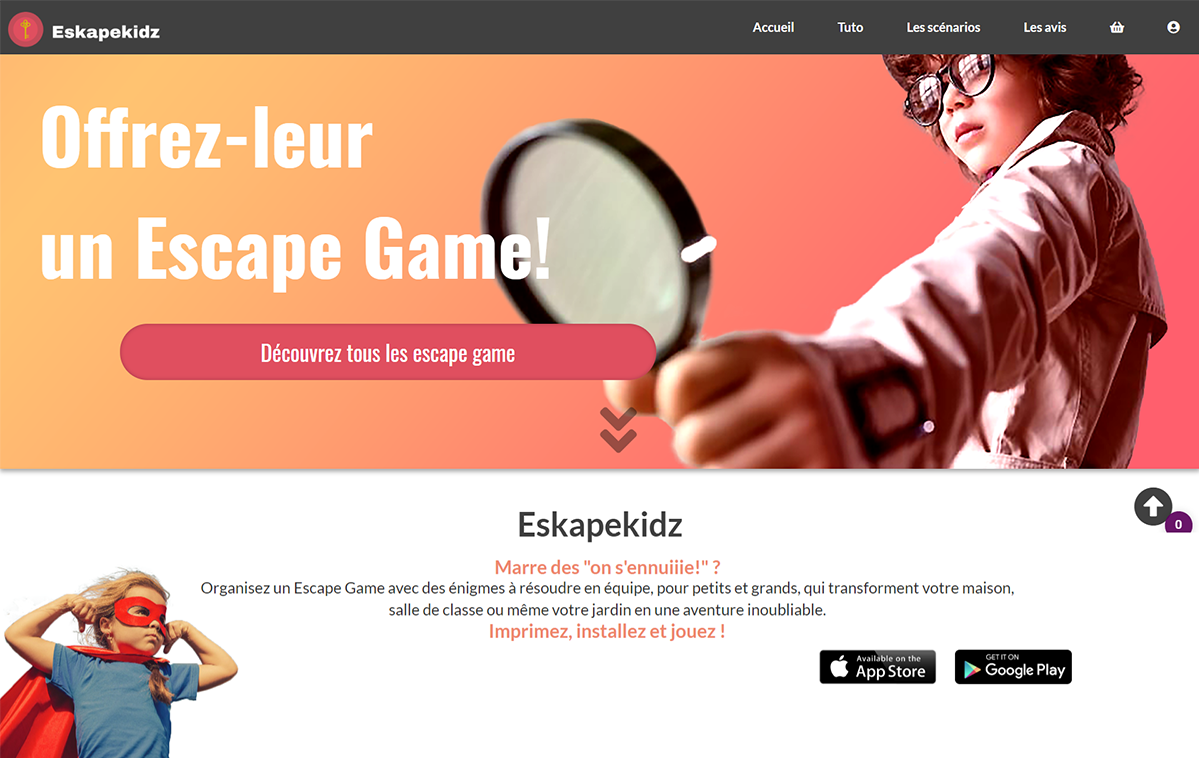 Eskapekidz
Accueil
Tuto
Les scénarios
Les avis
Offrez-leur
un Escape Game!
Découvrez tous les escape game
0
Eskapekidz
Marre des "on s'ennuiiie!" ?
Organisez un Escape Game avec des énigmes à résoudre en équipe, pour petits et grands, qui transforment votre maison,
salle de classe ou même votre jardin en une aventure inoubliable.
Imprimez, installez et jouez !
Available on the
App Store
GET IT ON
Google Play